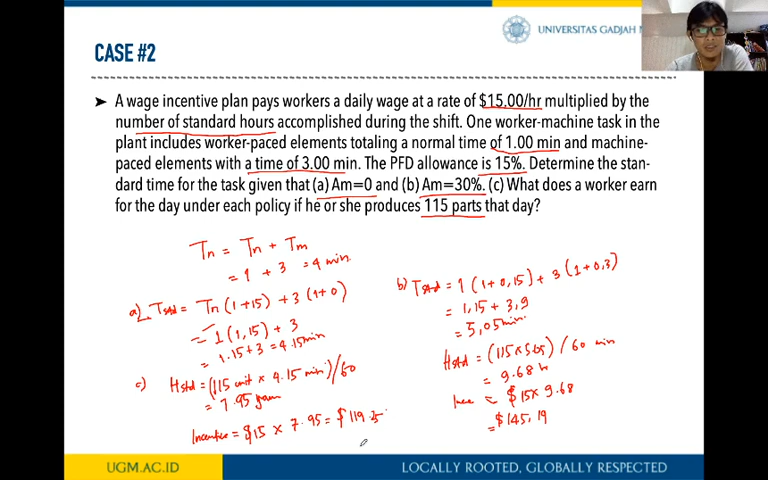 UNIVERSITAS GADJAH
CASE #2
➤ A wage incentive plan pays workers a daily wage at a rate of $15.00/hr multiplied by the
number of standard hours accomplished during the shift. One worker-machine task in the
plant includes worker-paced elements totaling a normal time of 1.00 min and machine-
paced elements with a time of 3.00 min. The PFD allowance is 15%. Determine the stan-
dard time for the task given that (a) Am=0 and (b) Am=30%. (c) What does a worker earn
for the day under each policy if he or she produces 115 parts that day?
Tn = Tn + Tm
= 1 + 3 = 4 min
a) Tstd = Tn (1+15) + 3 (1+0)
= 1 (1,15) + 3
= 1.15 + 3 = 4.15 min
c) Hstd = (115 unit x 4.15 min) / 60
= 7.95 jam
Incentive = $15 x 7.95 = $119.25
b) Tstd = 1 (1+0,15) + 3 (1+0,3)
= 1,15 + 3,9
= 5,05 min
Hstd = (115 x 5.05) / 60 min
= 9.68 h
= $15 x 9.68
= $145,19
UGM.AC.ID
LOCALLY ROOTED, GLOBALLY RESPECTED